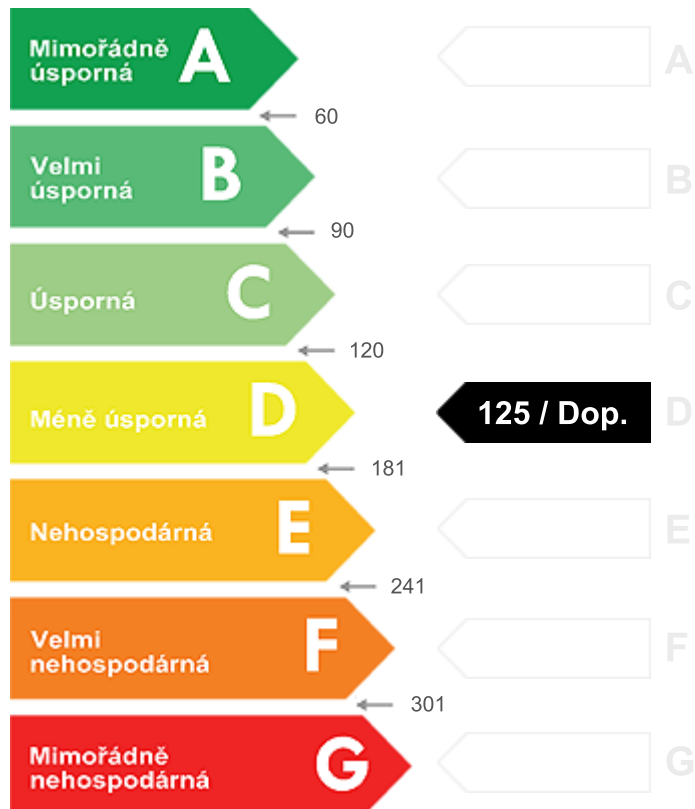 Mimořádně
úsporná
A
A
60
Velmi
úsporná
B
B
90
Úsporná
C
C
120
Méně úsporná
D
125 / Dop.
D
181
Nehospodárná
E
E
241
Velmi
nehospodárná
F
F
301
Mimořádně
nehospodárná
G
G